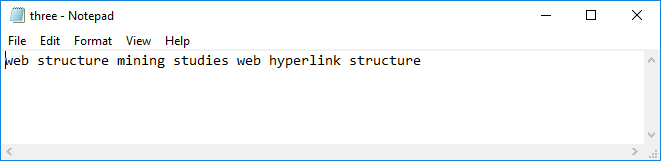 three - Notepad
File Edit Format View Help
web structure mining studies web hyperlink structure